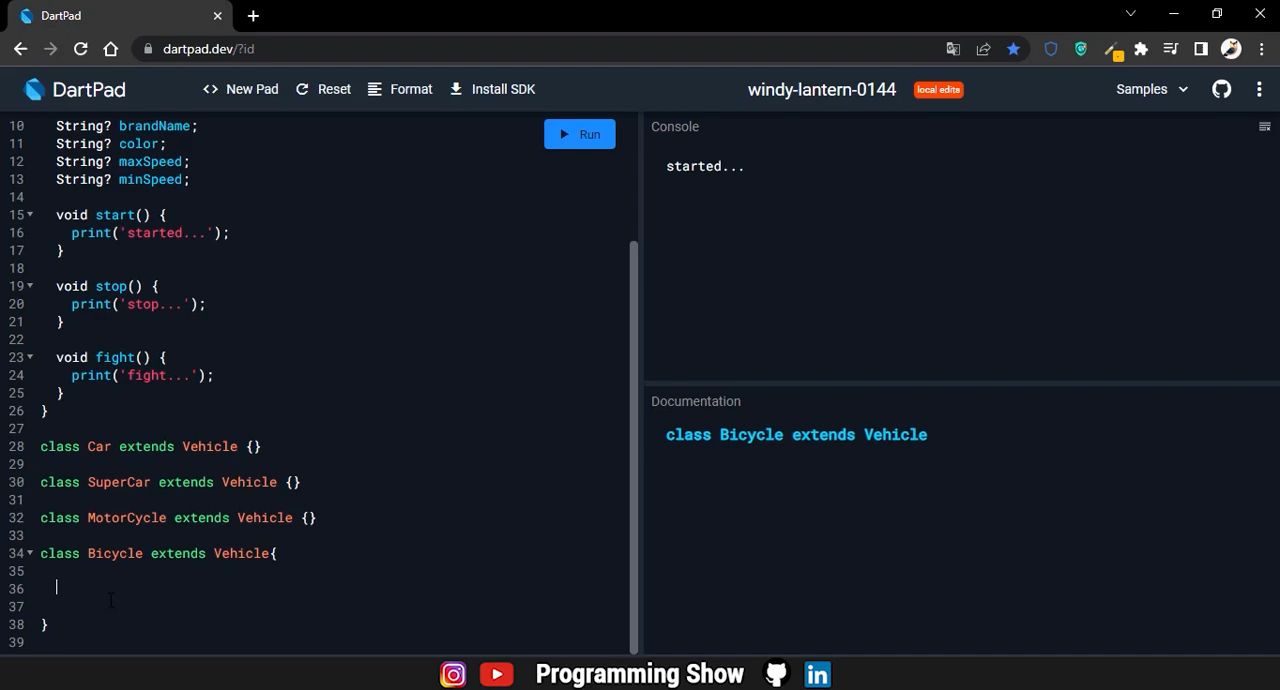 DartPad
dartpad.dev/?id
DartPad
<> New Pad
Reset
Format
Install SDK
windy-lantern-0144
local edits
Samples
10 String? brandName;
11 String? color;
12 String? maxSpeed;
13 String? minSpeed;
14
15 void start() {
16 print('started...');
17 }
18
19 void stop() {
20 print('stop...');
21 }
22
23 void fight() {
24 print('fight...');
25 }
26 }
27
28 class Car extends Vehicle {}
29
30 class SuperCar extends Vehicle {}
31
32 class MotorCycle extends Vehicle {}
33
34 class Bicycle extends Vehicle{
35
36
37
38 }
39
Run
Console
started...
Documentation
class Bicycle extends Vehicle
Programming Show
in